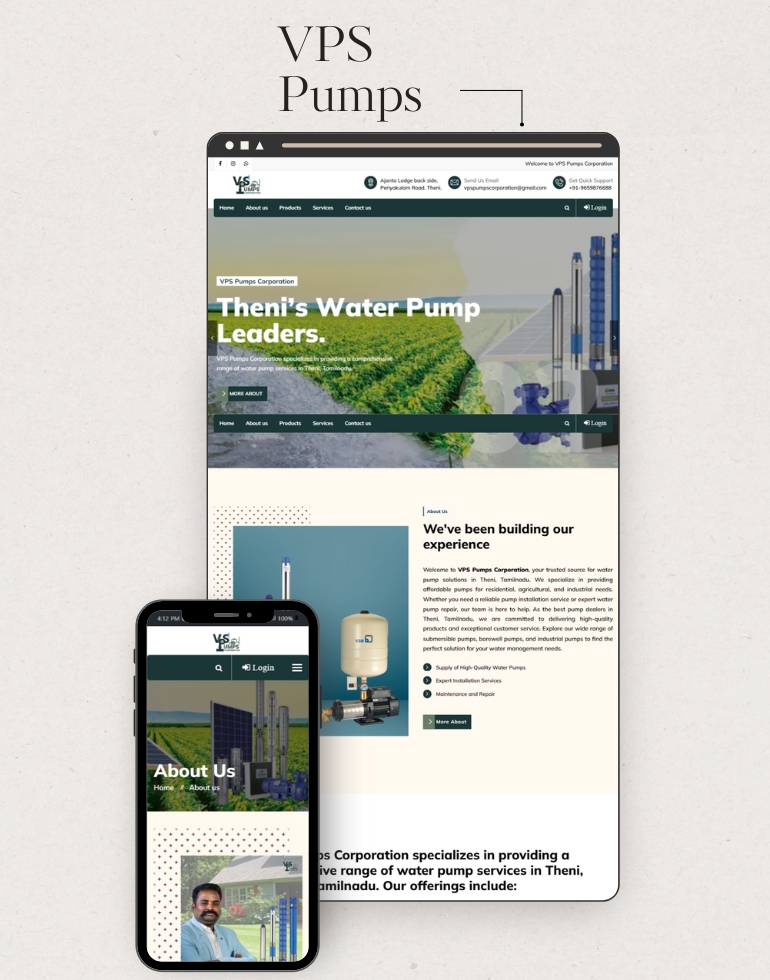 VPS
Pumps
Welcome to VPS Pumps Corporation
VPS
PUMPS
Ajanta Lodge back side,
Periyakulam Road, Theni.
Send Us Email
vpspumpscorporation@gmail.com
Get Quick Support
+91-9659876688
Home About us Products Services Contact us Login
VPS Pumps Corporation
Theni's Water Pump
Leaders.
VPS Pumps Corporation specializes in providing a comprehensive
range of water pump services in Theni, Tamilnadu.
MORE ABOUT
Home About us Products Services Contact us Login
About Us
We've been building our
experience
Welcome to VPS Pumps Corporation, your trusted source for water
pump solutions in Theni, Tamilnadu. We specialize in providing
affordable pumps for residential, agricultural, and industrial needs.
Whether you need a reliable pump installation service or expert water
pump repair, our team is here to help. As the best pump dealers in
Theni, Tamilnadu, we are committed to delivering high-quality
products and exceptional customer service. Explore our wide range of
submersible pumps, borewell pumps, and industrial pumps to find the
perfect solution for your water management needs.
Supply of High-Quality Water Pumps
Expert Installation Services
Maintenance and Repair
More About
ps Corporation specializes in providing a
ive range of water pump services in Theni,
amilnadu. Our offerings include:
4:12 PM 100%
VPS
PUMPS
Login
About Us
Home // About us